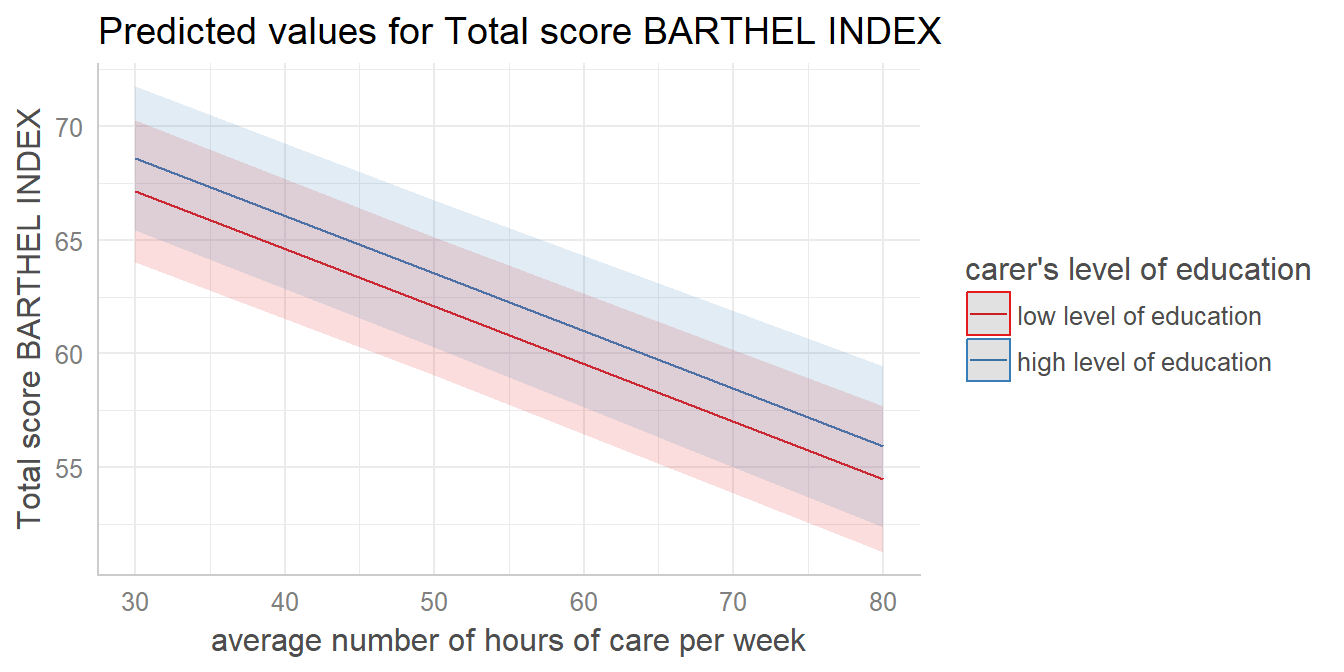 Predicted values for Total score BARTHEL INDEX
Total score BARTHEL INDEX
70
65
60
55
30 40 50 60 70 80
average number of hours of care per week
carer's level of education
low level of education
high level of education